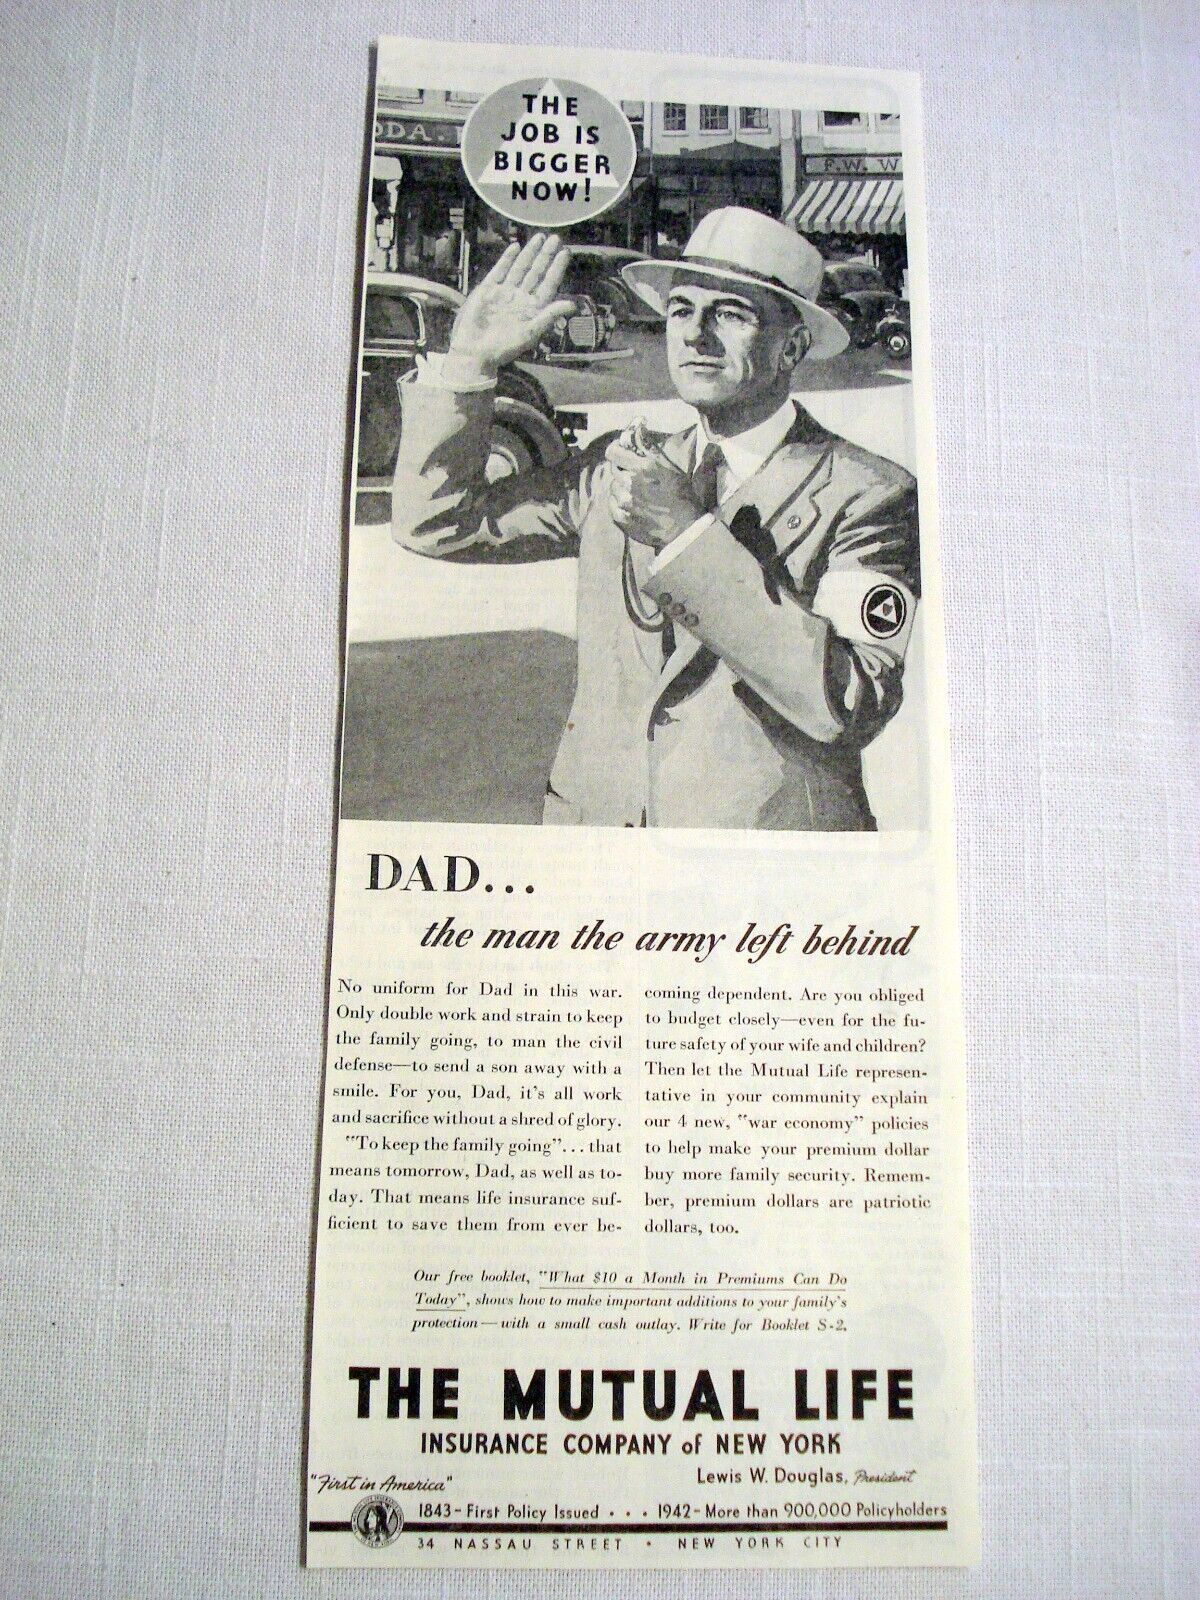 THE
JOB IS
BIGGER
NOW!
F.W. W
DAD...
the man the army left behind
No uniform for Dad in this war.
Only double work and strain to keep
the family going, to man the civil
defense—to send a son away with a
smile. For you, Dad, it's all work
and sacrifice without a shred of glory.
"To keep the family going"... that
means tomorrow, Dad, as well as to-
day. That means life insurance suf-
ficient to save them from ever be-
coming dependent. Are you obliged
to budget closely—even for the fu-
ture safety of your wife and children?
Then let the Mutual Life represen-
tative in your community explain
our 4 new, "war economy" policies
to help make your premium dollar
buy more family security. Remem-
ber, premium dollars are patriotic
dollars, too.
Our free booklet, "What $10 a Month in Premiums Can Do
Today", shows how to make important additions to your family's
protection—with a small cash outlay. Write for Booklet S-2.
THE MUTUAL LIFE
INSURANCE COMPANY of NEW YORK
Lewis W. Douglas, President
"First in America"
1843-First Policy Issued . . . 1942-More than 900,000 Policyholders
34 NASSAU STREET • NEW YORK CITY